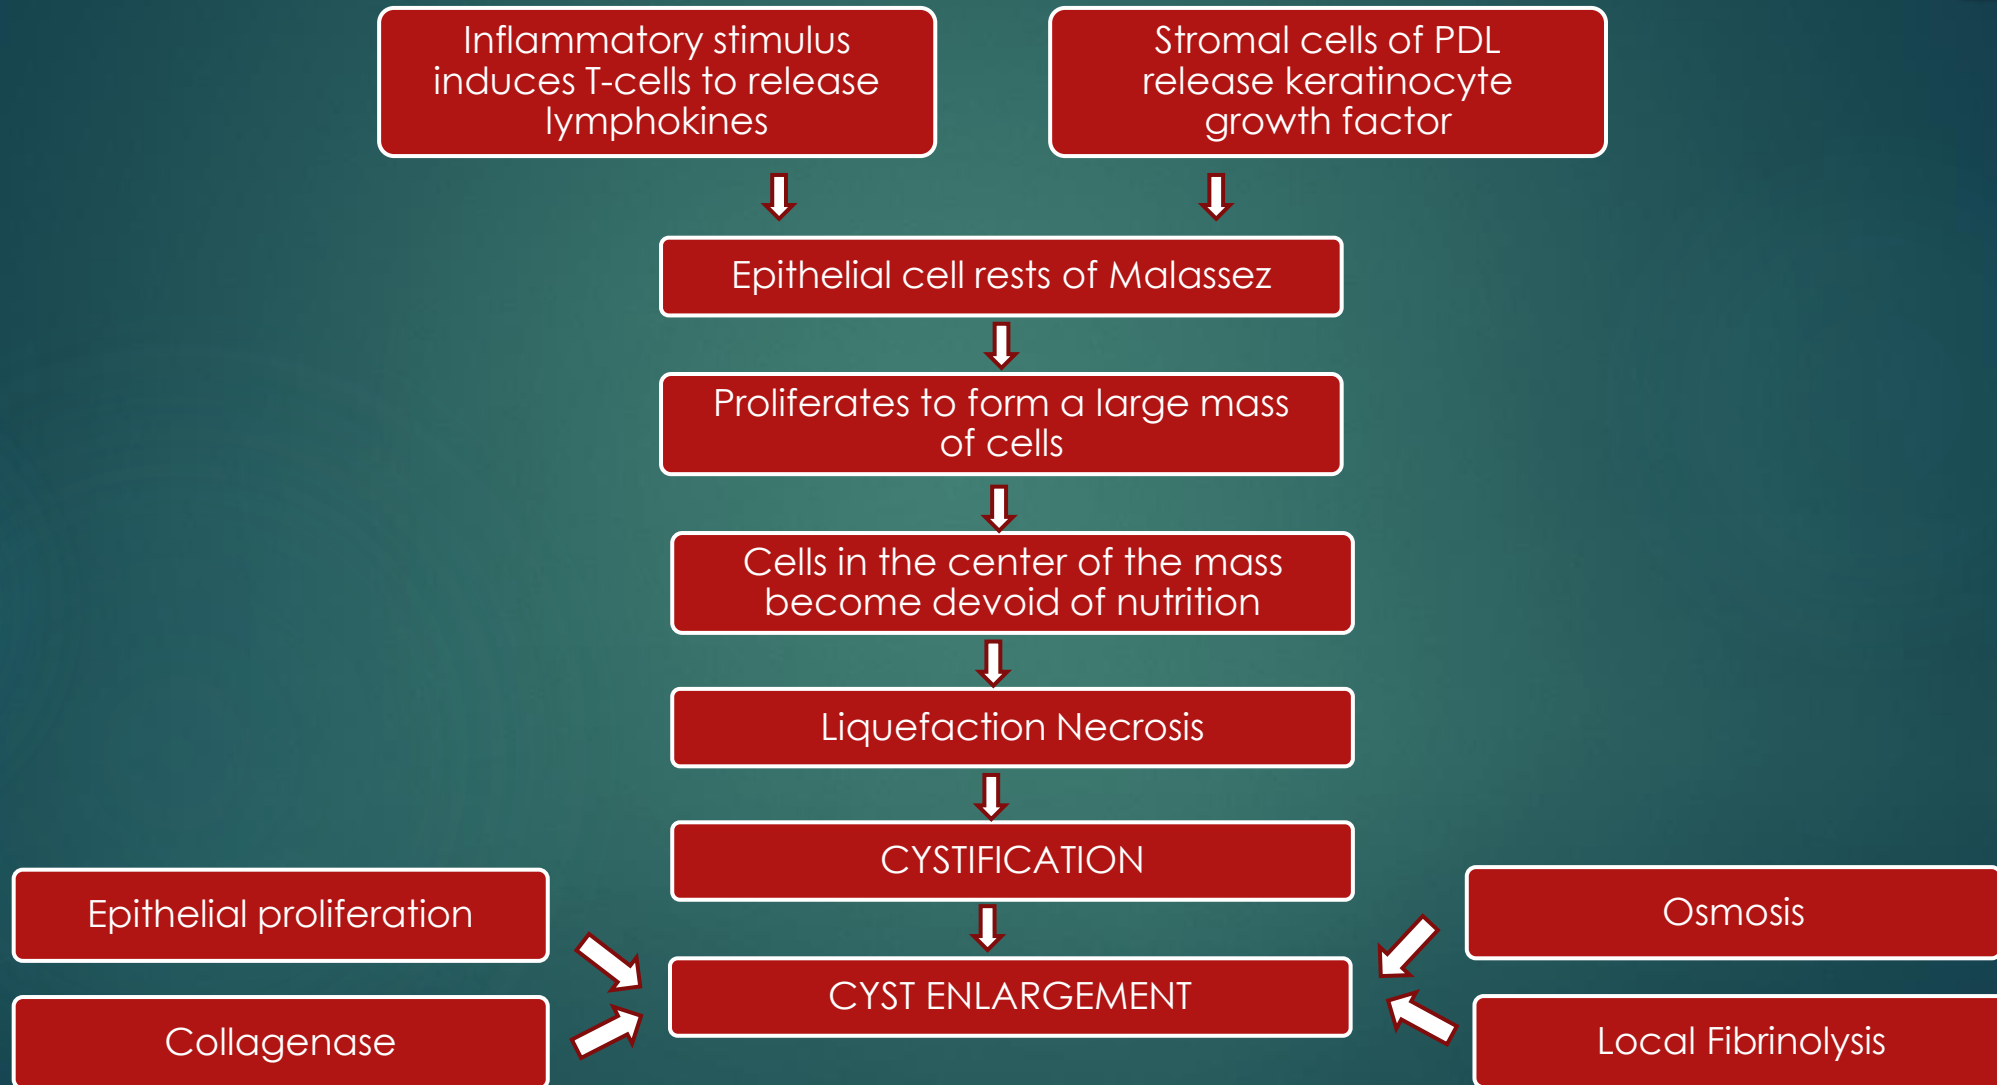 Inflammatory stimulus
induces T-cells to release
lymphokines
Stromal cells of PDL
release keratinocyte
growth factor
Epithelial cell rests of Malassez
Proliferates to form a large mass
of cells
Cells in the center of the mass
become devoid of nutrition
Liquefaction Necrosis
CYSTIFICATION
Epithelial proliferation
Osmosis
CYST ENLARGEMENT
Collagenase
Local Fibrinolysis